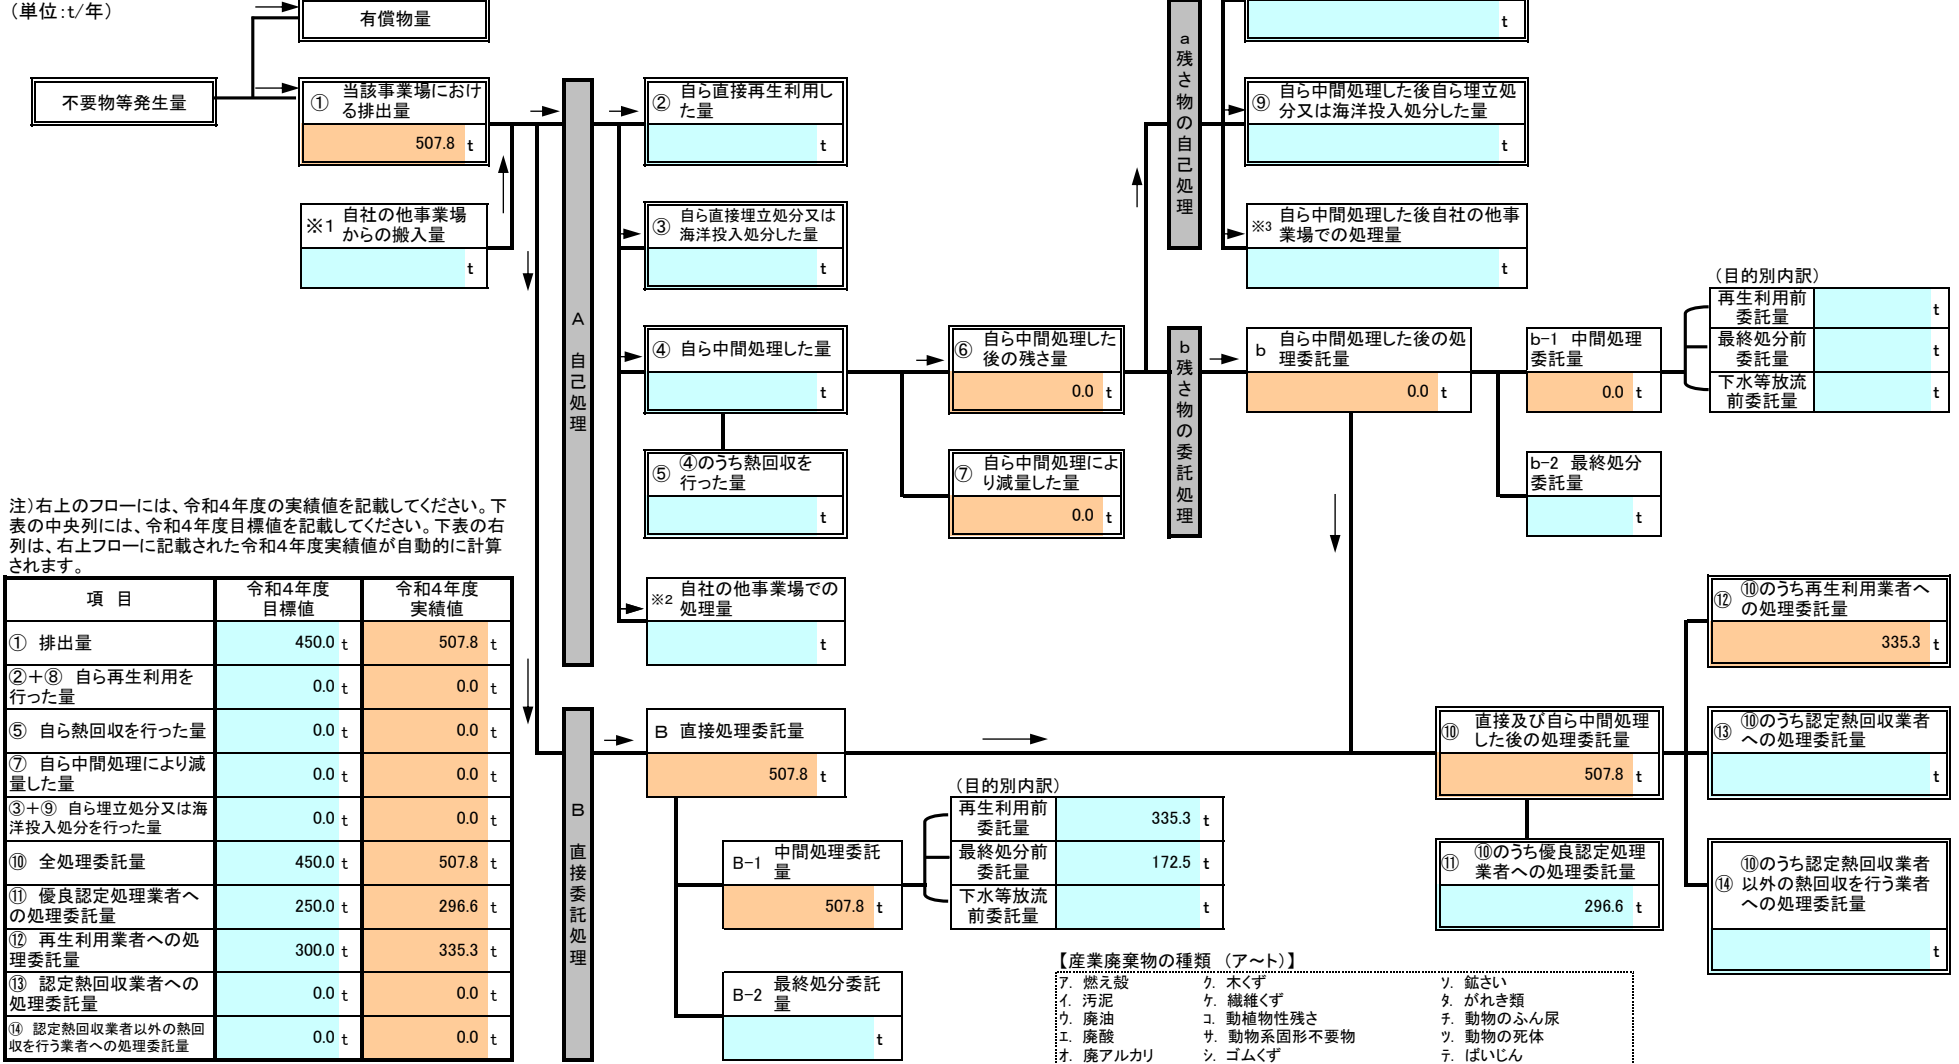 （単位：t/年）
有償物量
不要物等発生量
① 当該事業場におけ
る排出量
507.8 t
※1 自社の他事業場
からの搬入量
t
A
自己処理
② 自ら直接再生利用し
た量
t
③ 自ら直接埋立処分又は
海洋投入処分した量
t
④ 自ら中間処理した量
t
⑤ ④のうち熱回収を
行った量
t
※2 自社の他事業場での
処理量
t
⑥ 自ら中間処理した
後の残さ量
0.0 t
⑦ 自ら中間処理によ
り減量した量
0.0 t
a
残さ物の自己処理
t
⑨ 自ら中間処理した後自ら埋立処
分又は海洋投入処分した量
t
※3 自ら中間処理した後自社の他事
業場での処理量
t
b
残さ物の委託処理
b 自ら中間処理した後の処
理委託量
0.0 t
b-1 中間処理
委託量
0.0 t
b-2 最終処分
委託量
t
（目的別内訳）
再生利用前
委託量
t
最終処分前
委託量
t
下水等放流
前委託量
t
注）右上のフローには、令和4年度の実績値を記載してください。下
表の中央列には、令和4年度目標値を記載してください。下表の右
列は、右上フローに記載された令和4年度実績値が自動的に計算
されます。
項 目 令和4年度
目標値 令和4年度
実績値
① 排出量 450.0 t 507.8 t
②＋⑧ 自ら再生利用を
行った量 0.0 t 0.0 t
⑤ 自ら熱回収を行った量 0.0 t 0.0 t
⑦ 自ら中間処理により減
量した量 0.0 t 0.0 t
③＋⑨ 自ら埋立処分又は海
洋投入処分を行った量 0.0 t 0.0 t
⑩ 全処理委託量 450.0 t 507.8 t
⑪ 優良認定処理業者へ
の処理委託量 250.0 t 296.6 t
⑫ 再生利用業者への処
理委託量 300.0 t 335.3 t
⑬ 認定熱回収業者への
処理委託量 0.0 t 0.0 t
⑭ 認定熱回収業者以外の熱回
収を行う業者への処理委託量 0.0 t 0.0 t
B
直接委託処理
B 直接処理委託量
507.8 t
B-1 中間処理委託
量
507.8 t
B-2 最終処分委託
量
t
（目的別内訳）
再生利用前
委託量
335.3 t
最終処分前
委託量
172.5 t
下水等放流
前委託量
t
⑩ 直接及び自ら中間処理
した後の処理委託量
507.8 t
⑪ ⑩のうち優良認定処理
業者への処理委託量
296.6 t
⑫ ⑩のうち再生利用業者へ
の処理委託量
335.3 t
⑬ ⑩のうち認定熱回収業者
への処理委託量
t
⑭ ⑩のうち認定熱回収業者
以外の熱回収を行う業者
への処理委託量
t
【産業廃棄物の種類 （ア～ト）】
ア. 燃え殻 ク. 木くず ソ. 鉱さい
イ. 汚泥 ケ. 繊維くず タ. がれき類
ウ. 廃油 コ. 動植物性残さ チ. 動物のふん尿
エ. 廃酸 サ. 動物系固形不要物 ツ. 動物の死体
オ. 廃アルカリ シ. ゴムくず テ. ばいじん